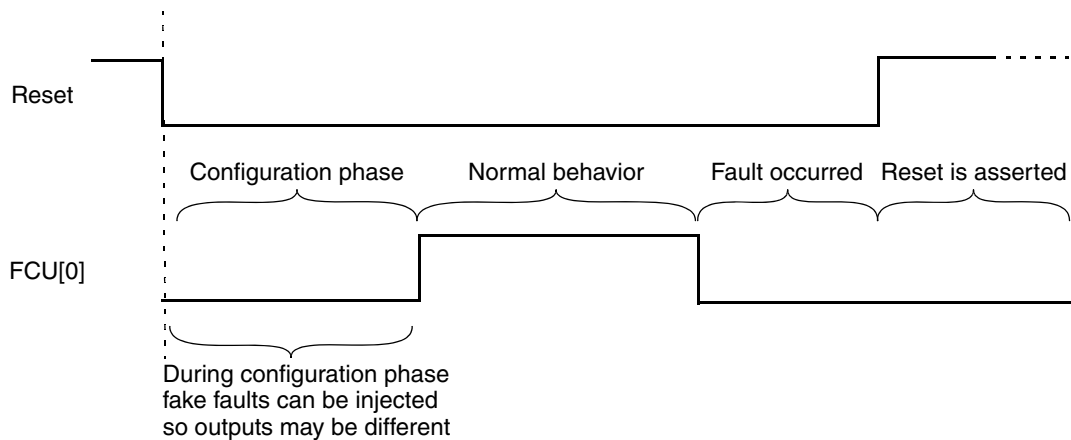 Reset
Configuration phase
Normal behavior
Fault occurred
Reset is asserted
FCU[0]
During configuration phase
fake faults can be injected
so outputs may be different